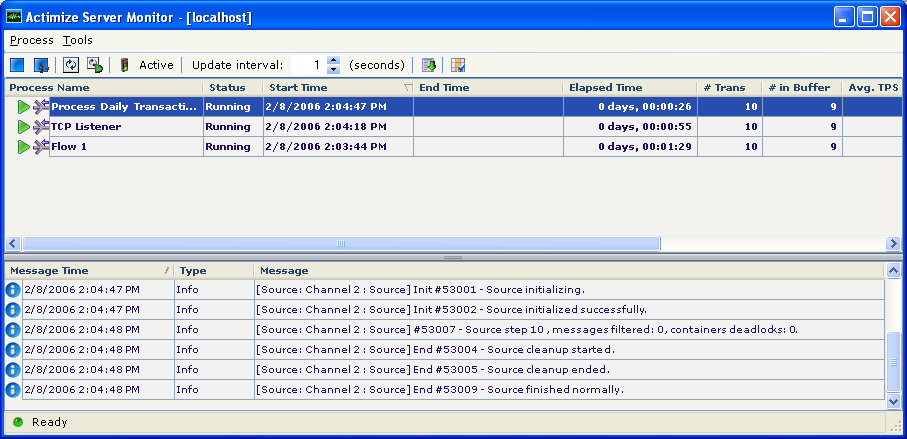 Actimize Server Monitor - [localhost]
Process Tools
Active Update interval: 1 (seconds)
Process Name Status Start Time End Time Elapsed Time # Trans # in Buffer Avg. TPS
Process Daily Transacti... Running 2/8/2006 2:04:47 PM 0 days, 00:00:26 10 9
TCP Listener Running 2/8/2006 2:04:18 PM 0 days, 00:00:55 10 9
Flow 1 Running 2/8/2006 2:03:44 PM 0 days, 00:01:29 10 9
Message Time Type Message
2/8/2006 2:04:47 PM Info [Source: Channel 2 : Source] Init #53001 - Source initializing.
2/8/2006 2:04:47 PM Info [Source: Channel 2 : Source] Init #53002 - Source initialized successfully.
2/8/2006 2:04:48 PM Info [Source: Channel 2 : Source] #53007 - Source step 10 , messages filtered: 0, containers deadlocks: 0.
2/8/2006 2:04:48 PM Info [Source: Channel 2 : Source] End #53004 - Source cleanup started.
2/8/2006 2:04:48 PM Info [Source: Channel 2 : Source] End #53005 - Source cleanup ended.
2/8/2006 2:04:48 PM Info [Source: Channel 2 : Source] End #53009 - Source finished normally.
Ready